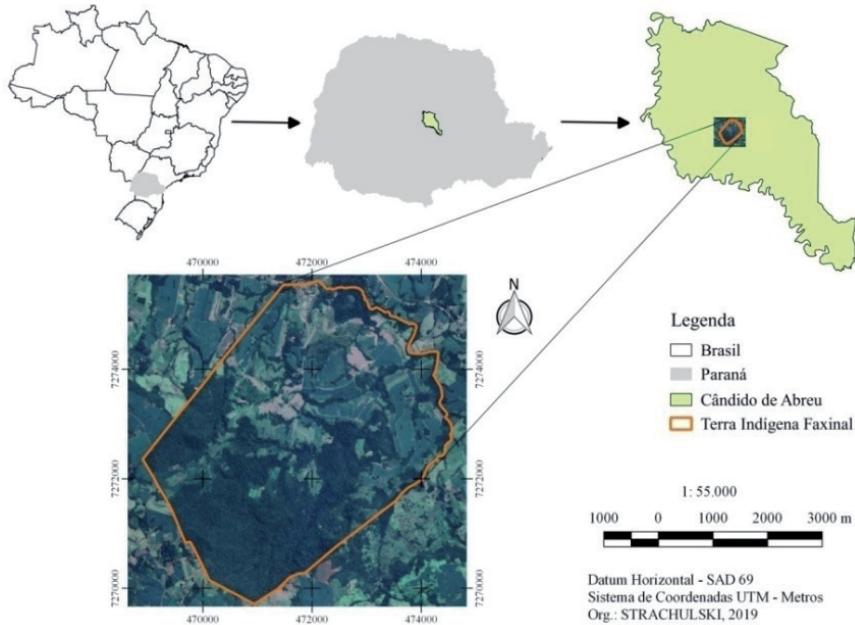 470000 472000 474000
N
7274000 7274000
7272000 7272000
7270000 7270000
470000 472000 474000
Legenda
Brasil
Paraná
Cândido de Abreu
Terra Indígena Faxinal
1: 55.000
1000 0 1000 2000 3000 m
Datum Horizontal - SAD 69
Sistema de Coordenadas UTM - Metros
Org.: STRACHULSKI, 2019